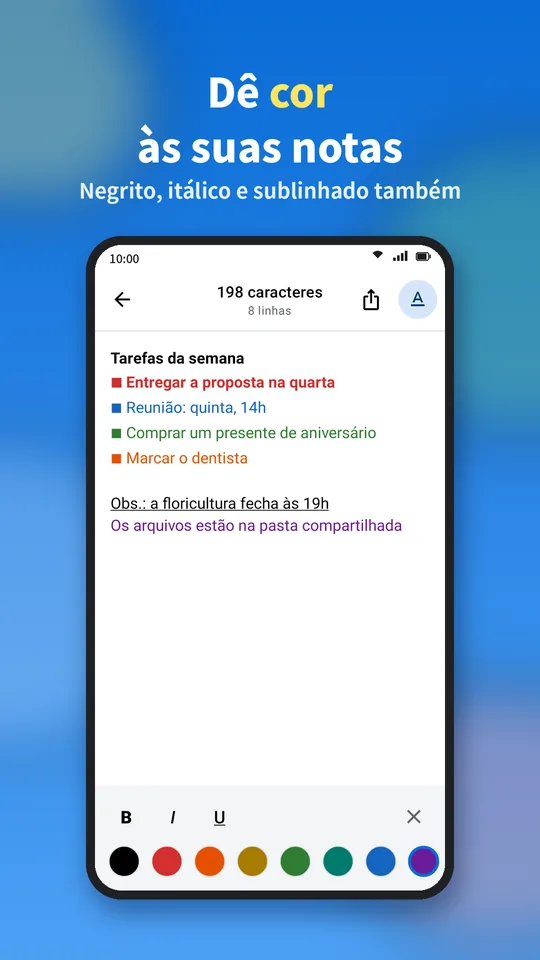 Dê cor
às suas notas
Negrito, itálico e sublinhado também
10:00
198 caracteres
8 linhas
A
Tarefas da semana
■ Entregar a proposta na quarta
■ Reunião: quinta, 14h
■ Comprar um presente de aniversário
■ Marcar o dentista
Obs.: a floricultura fecha às 19h
Os arquivos estão na pasta compartilhada
B I U